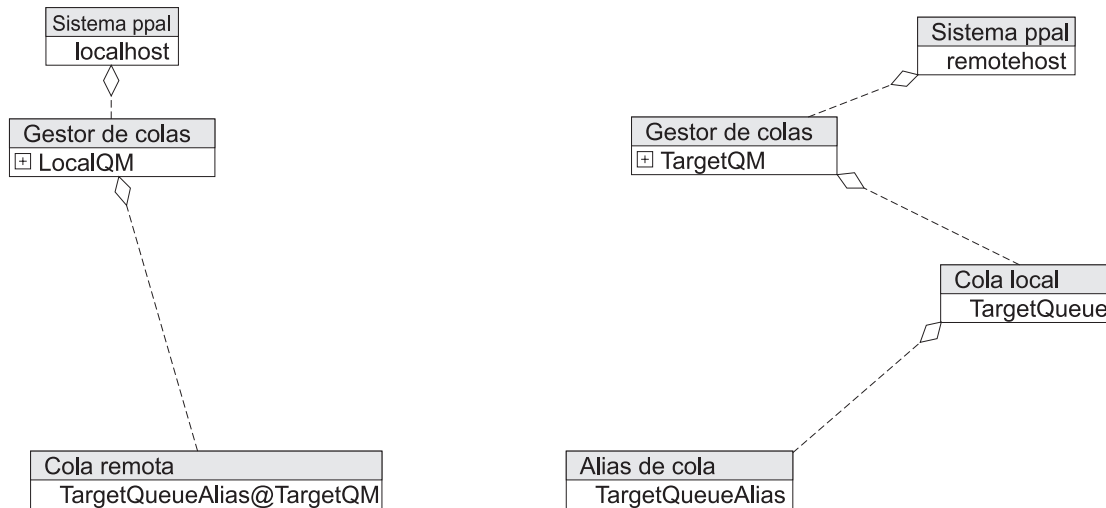 Sistema ppal
localhost
Gestor de colas
LocalQM
Cola remota
TargetQueueAlias@TargetQM
Sistema ppal
remotehost
Gestor de colas
TargetQM
Cola local
TargetQueue
Alias de cola
TargetQueueAlias